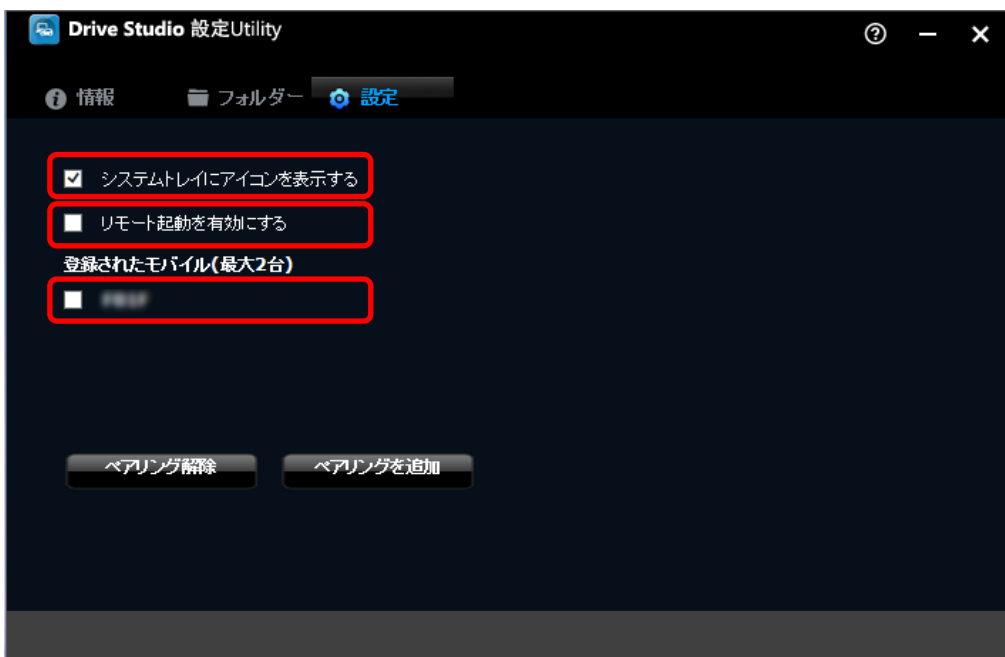 Drive Studio 設定Utility
情報 フォルダー 設定
システムトレイにアイコンを表示する
リモート起動を有効にする
登録されたモバイル(最大2台)
ペアリング解除 ペアリングを追加